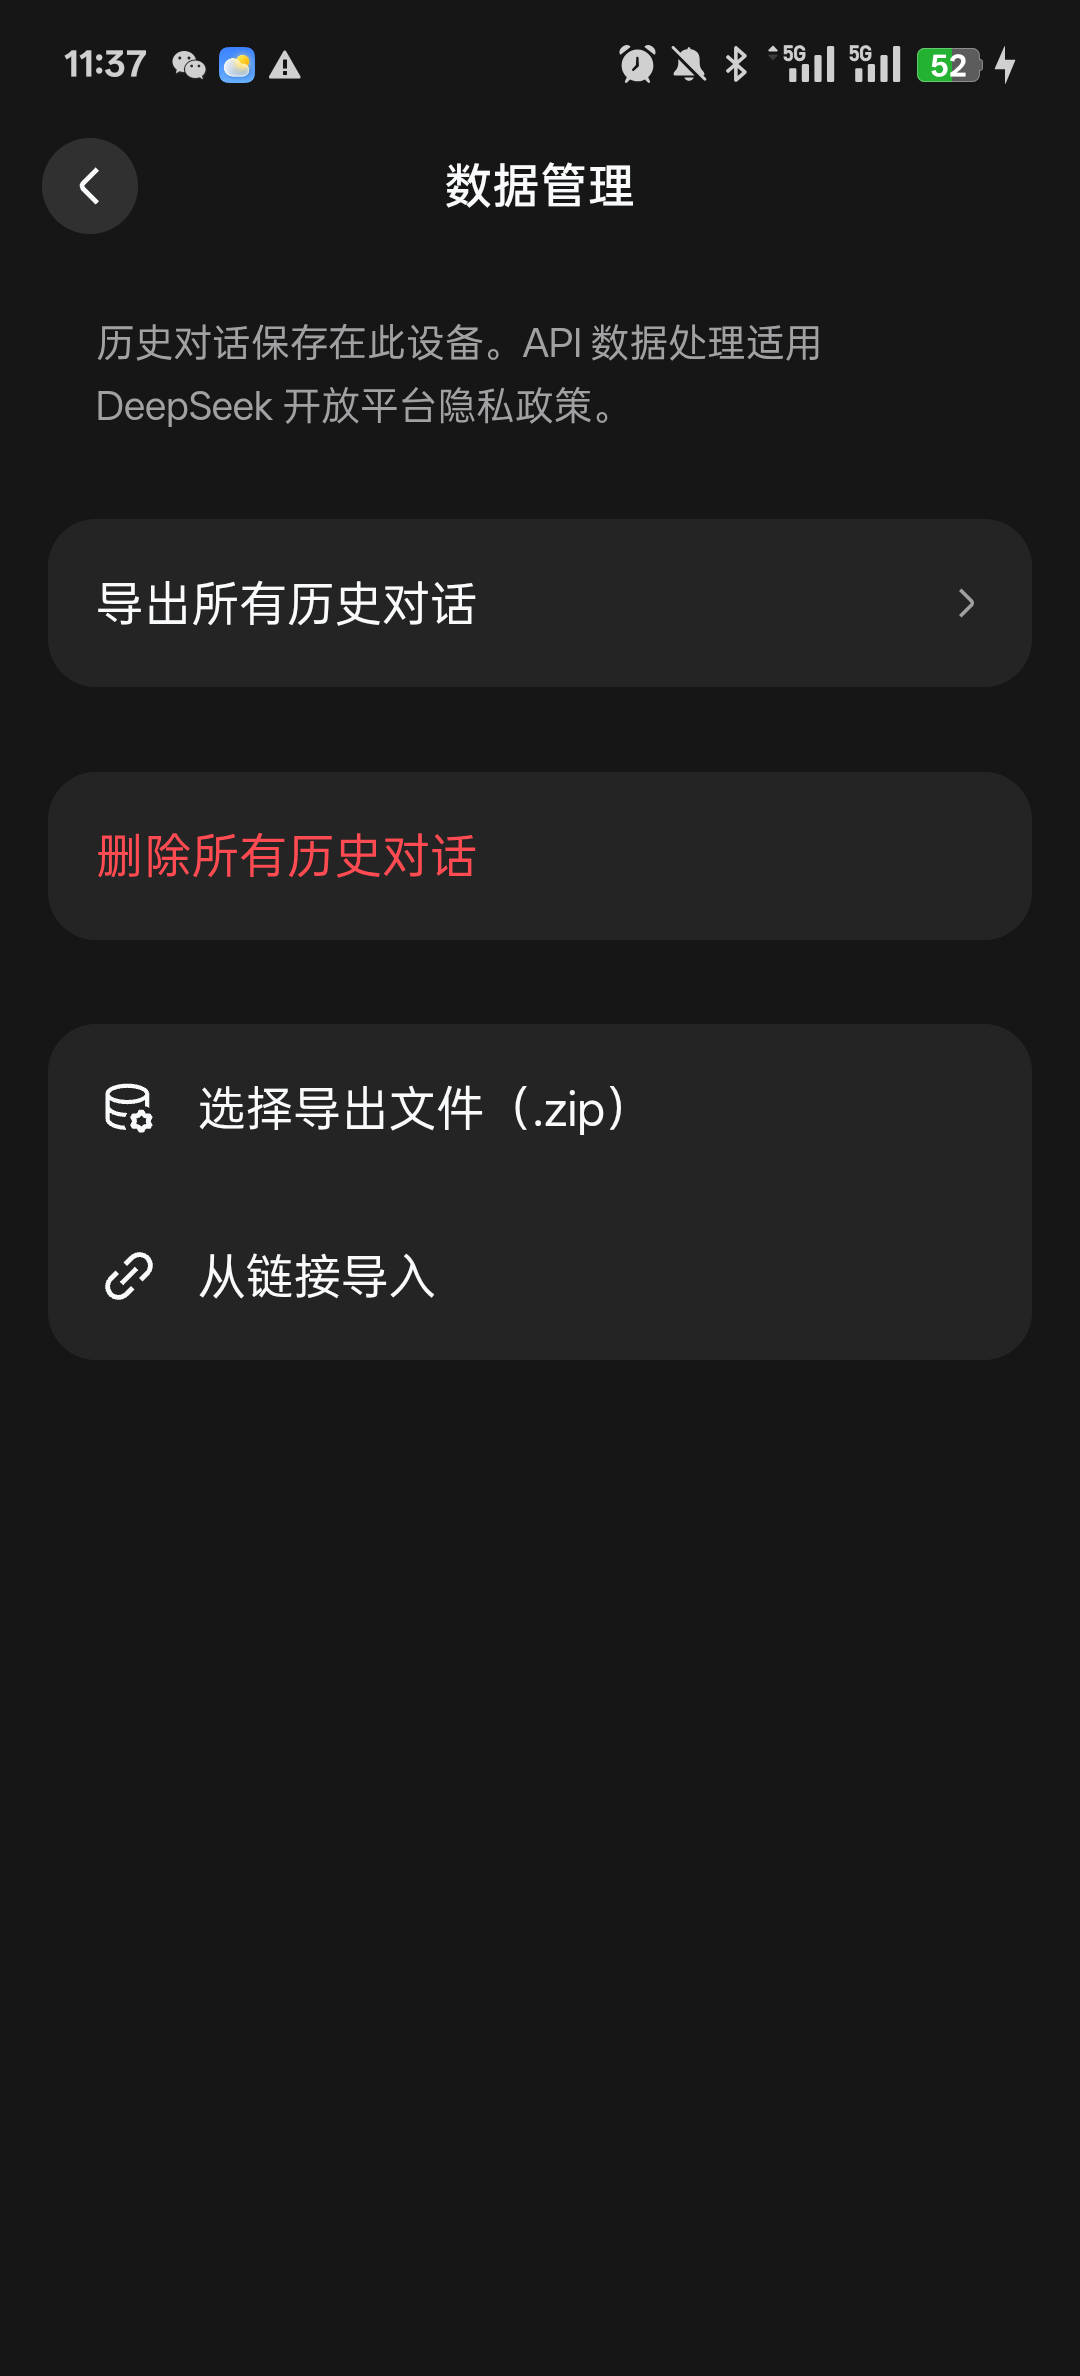 11:37
5G
5G
52
数据管理
历史对话保存在此设备。API 数据处理适用
DeepSeek 开放平台隐私政策。
导出所有历史对话
删除所有历史对话
选择导出文件（.zip）
从链接导入